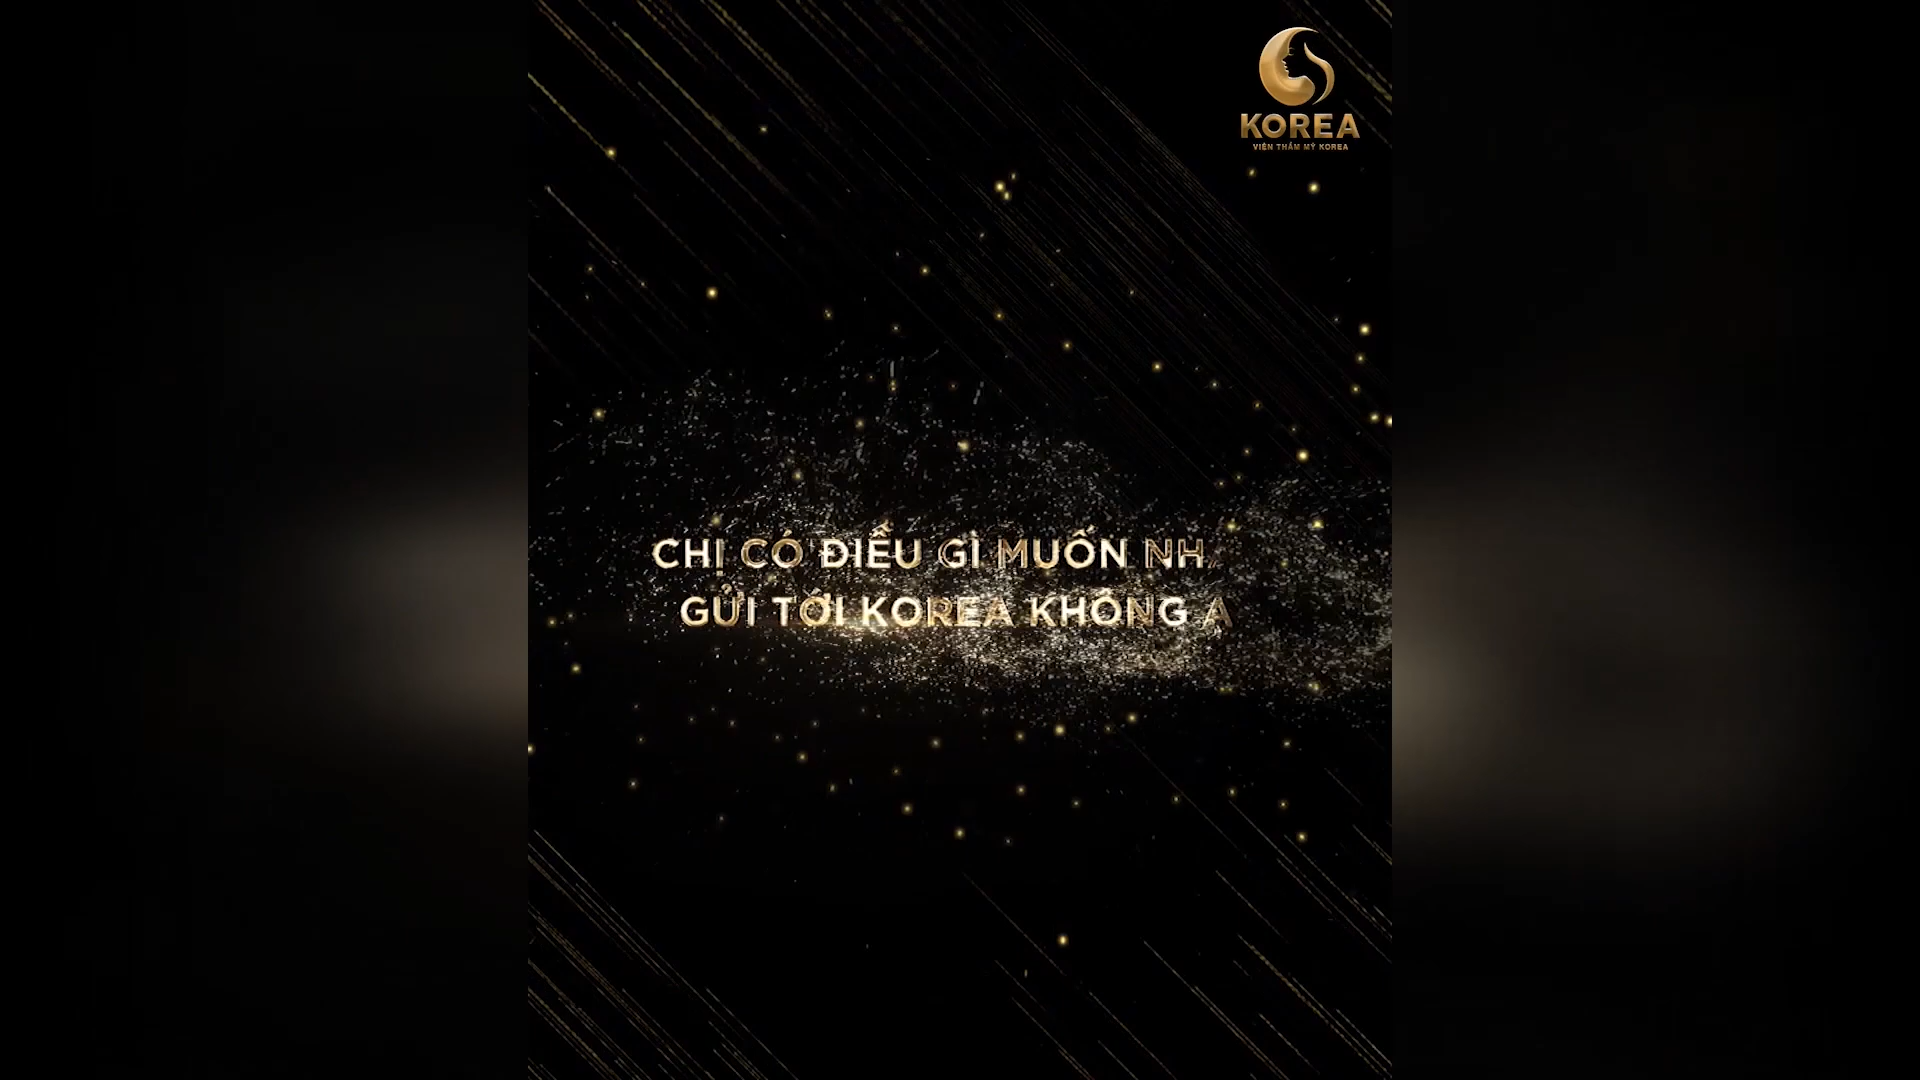 KOREA
VIỆN THẨM MỸ KOREA
CHỊ CÓ ĐIỀU GÌ MUỐN
GỬI TỚI KOREA KHÔNG